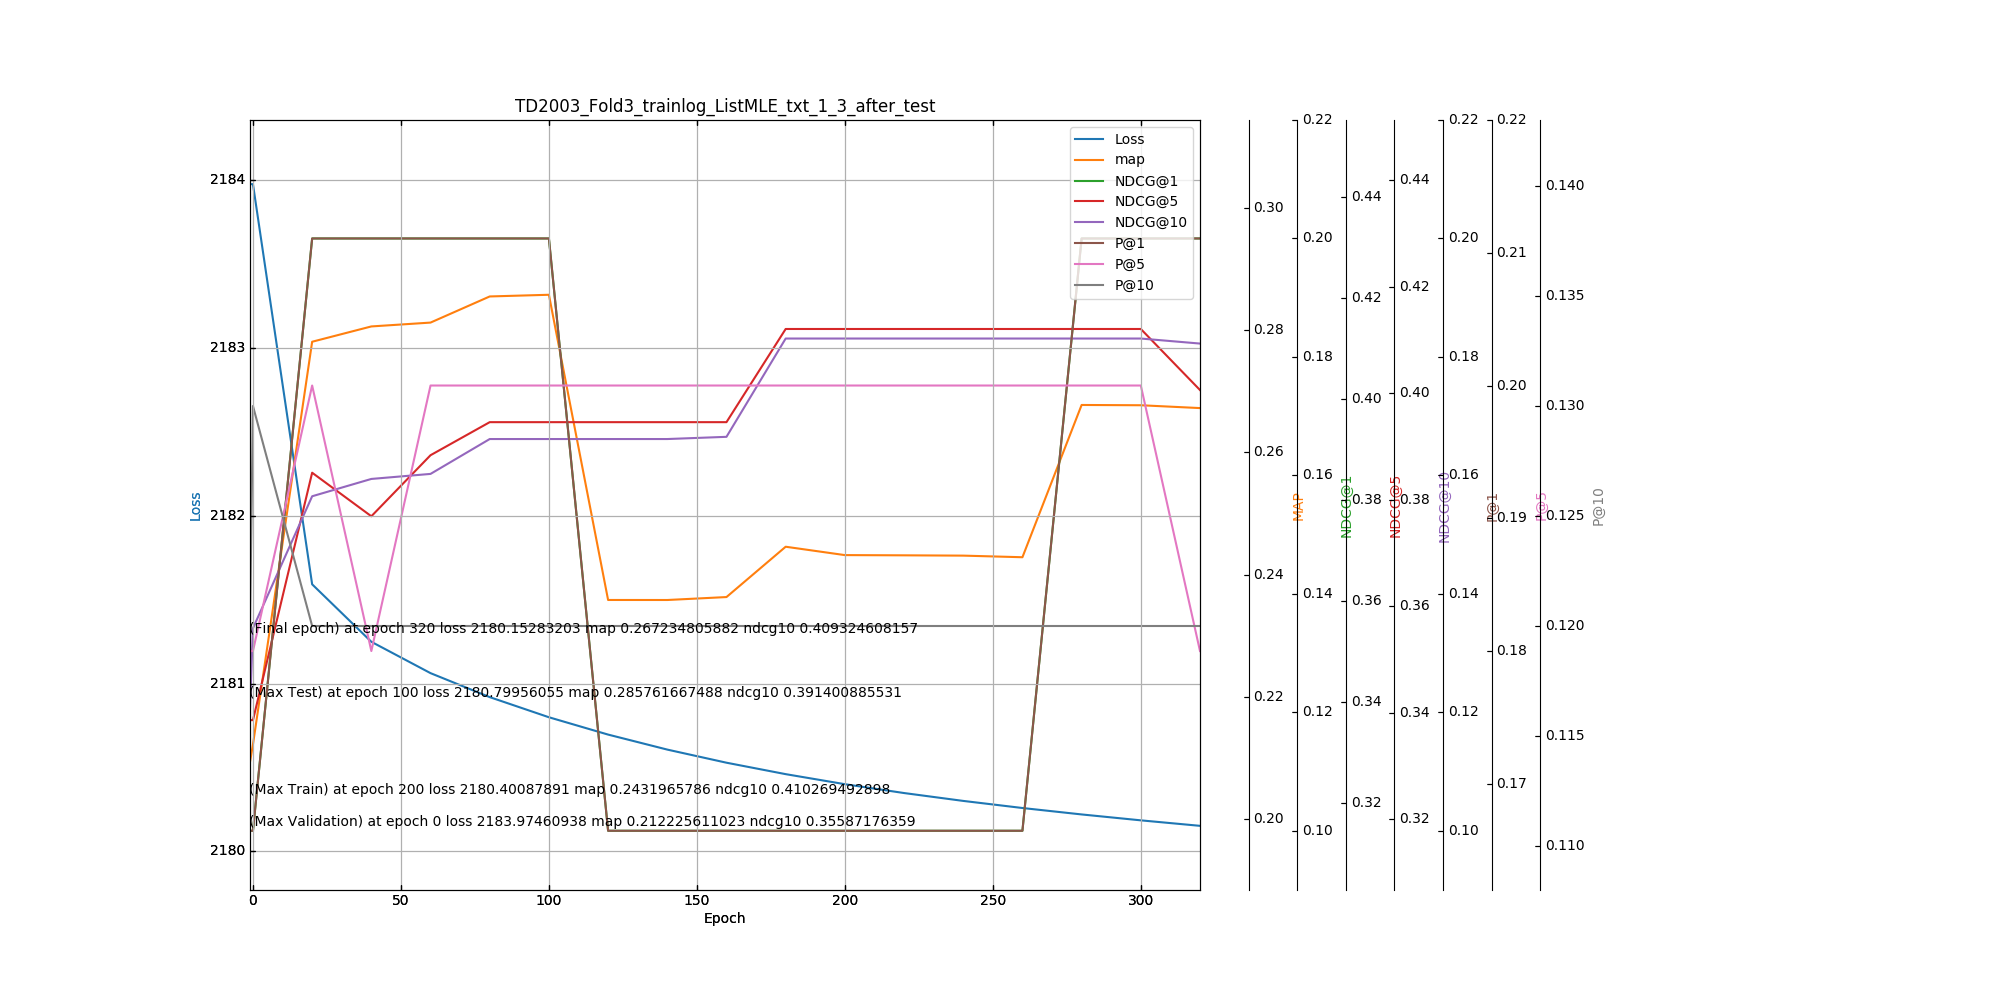 TD2003_Fold3_trainlog_ListMLE_txt_1_3_after_test
Loss
map
NDCG@1
NDCG@5
NDCG@10
P@1
P@5
P@10
2184
2183
2182
2181
2180
Loss
(Final epoch) at epoch 320 loss 2180.15283203 map 0.267234805882 ndcg10 0.409324608157
(Max Test) at epoch 100 loss 2180.79956055 map 0.285761667488 ndcg10 0.391400885531
(Max Train) at epoch 200 loss 2180.40087891 map 0.2431965786 ndcg10 0.410269492898
(Max Validation) at epoch 0 loss 2183.97460938 map 0.212225611023 ndcg10 0.35587176359
0 50 100 150 200 250 300
Epoch
0.30
0.28
0.26
0.24
0.22
0.20
MAP
0.22
0.20
0.18
0.16
0.14
0.12
0.10
NDCG@1
0.44
0.42
0.40
0.38
0.36
0.34
0.32
NDCG@5
0.44
0.42
0.40
0.38
0.36
0.34
0.32
NDCG@10
0.22
0.20
0.18
0.16
0.14
0.12
0.10
P@1
0.22
0.21
0.20
0.19
0.18
0.17
P@5
0.140
0.135
0.130
0.125
0.120
0.115
0.110
P@10